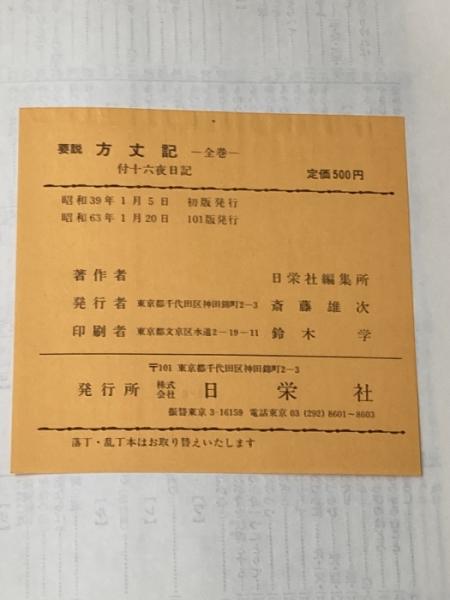 要説 方丈記 ―全巻―
付十六夜日記
定価500円
昭和39年1月5日 初版発行
昭和63年1月20日 101版発行
著作者 日栄社編集所
発行者 東京都千代田区神田錦町2−3 斎藤雄次
印刷者 東京都文京区水道2−19−11 鈴木 学
〒101 東京都千代田区神田錦町2−3
発行所 株式会社 日栄社
振替東京3-16159 電話東京03(292)8601〜8603
落丁・乱丁本はお取り替えいたします